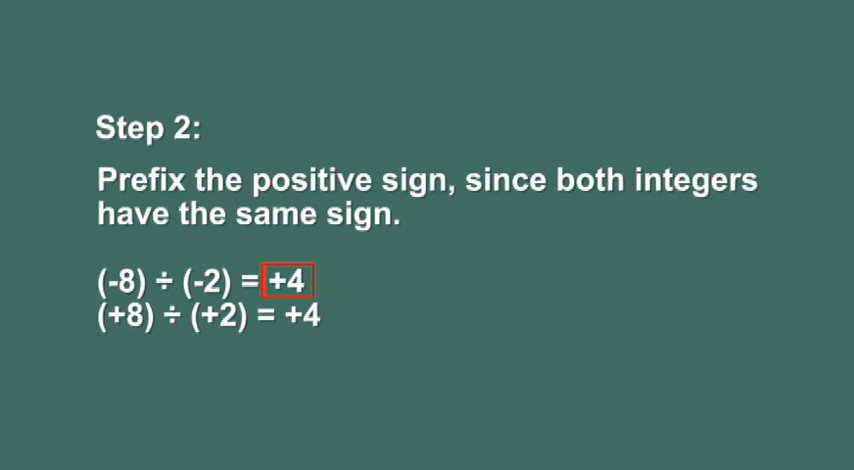 Step 2:
Prefix the positive sign, since both integers
have the same sign.
(-8) ÷ (-2) = +4
(+8) ÷ (+2) = +4